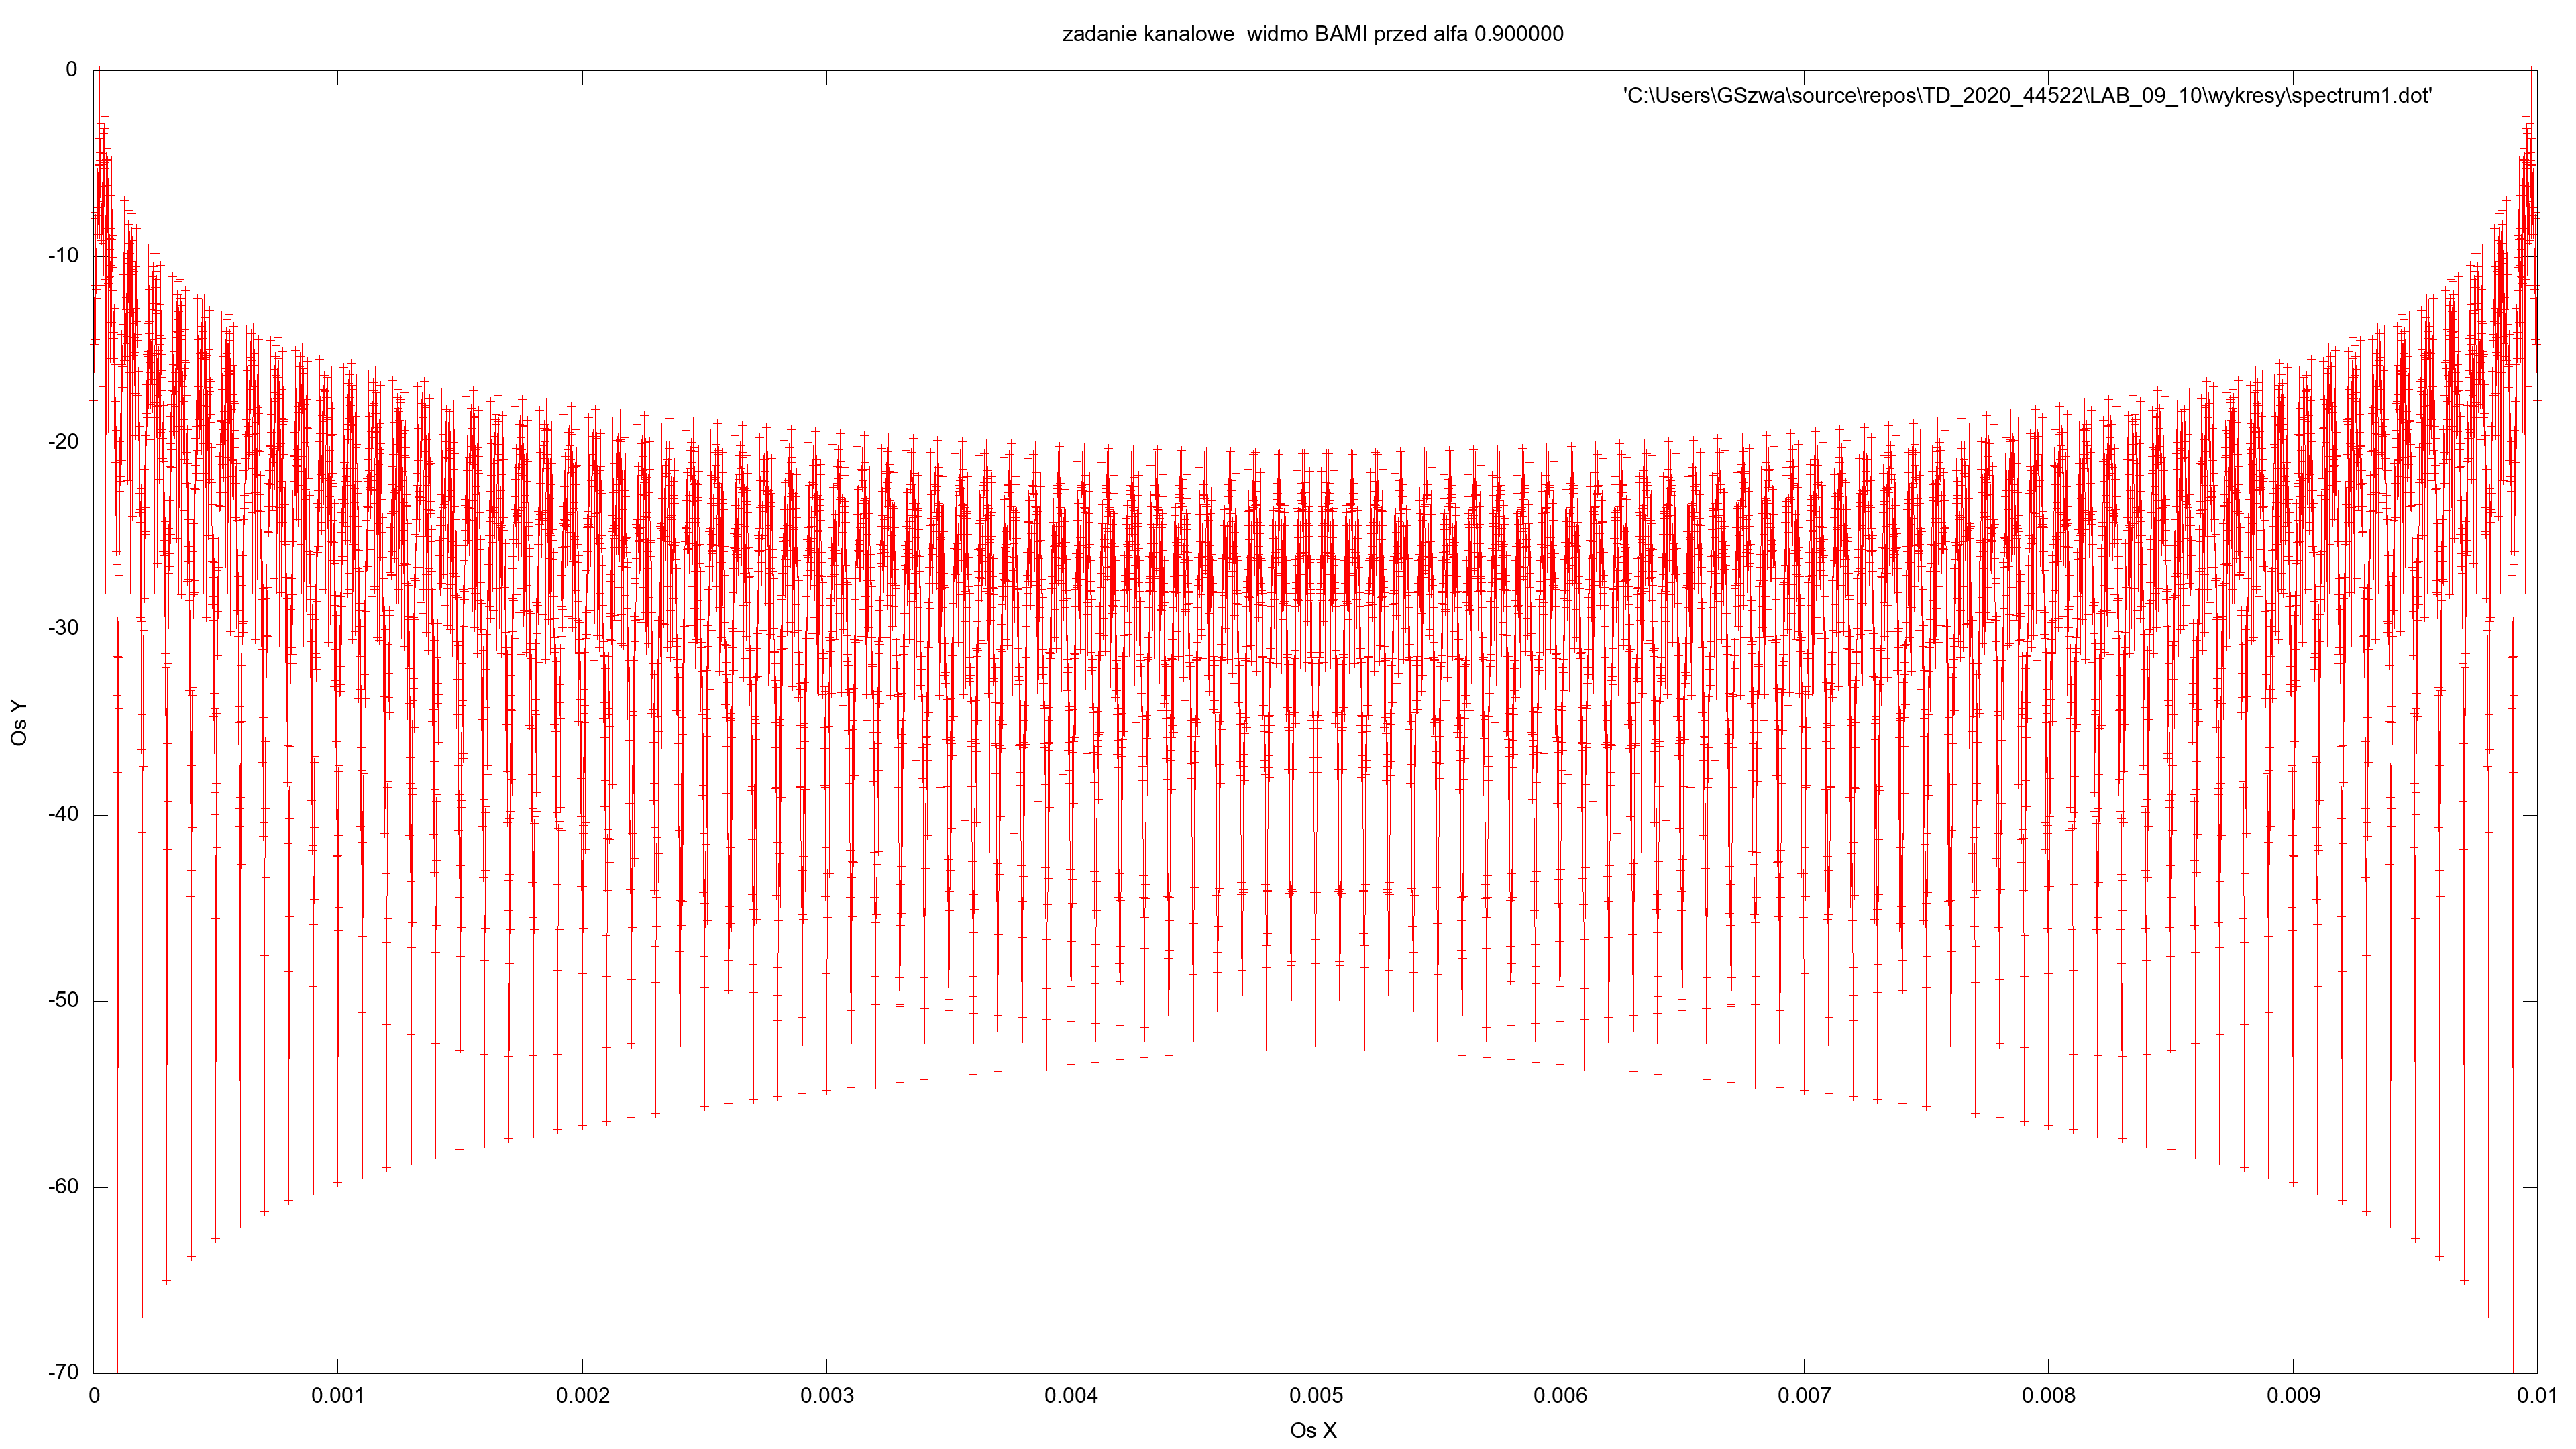 zadanie kanalowe  widmo BAMI przed alfa 0.900000
'C:\Users\GSzwa\source\repos\TD_2020_44522\LAB_09_10\wykresy\spectrum1.dot'
Os Y
0
-10
-20
-30
-40
-50
-60
-70
0 0.001 0.002 0.003 0.004 0.005 0.006 0.007 0.008 0.009 0.01
Os X